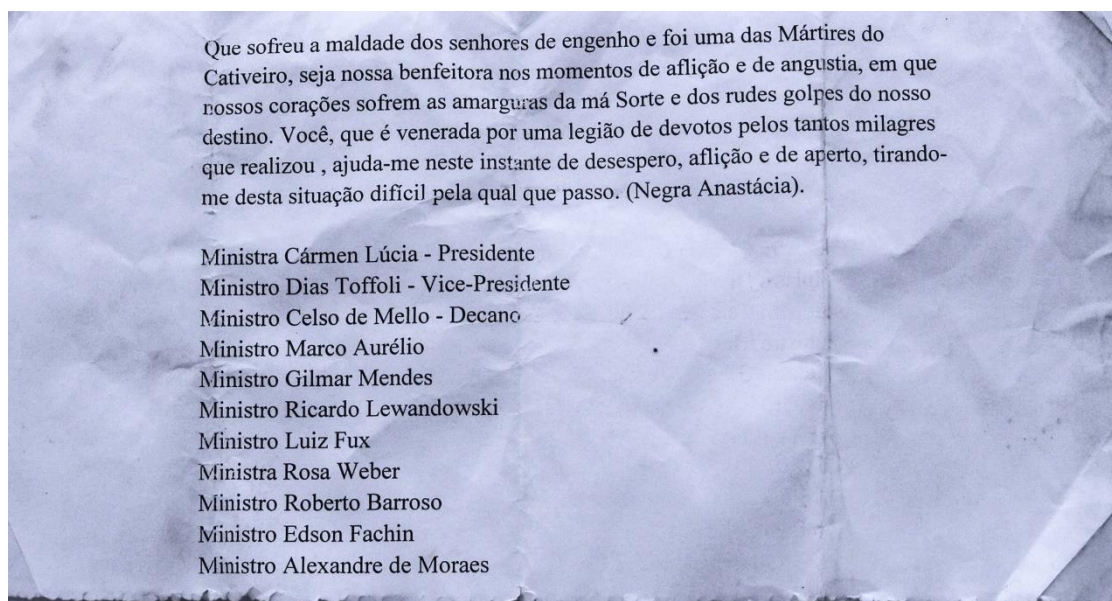 Que sofreu a maldade dos senhores de engenho e foi uma das Mártires do
Cativeiro, seja nossa benfeitora nos momentos de aflição e de angustia, em que
nossos corações sofrem as amarguras da má Sorte e dos rudes golpes do nosso
destino. Você, que é venerada por uma legião de devotos pelos tantos milagres
que realizou , ajuda-me neste instante de desespero, aflição e de aperto, tirando-
me desta situação difícil pela qual que passo. (Negra Anastácia).
Ministra Cármen Lúcia - Presidente
Ministro Dias Toffoli - Vice-Presidente
Ministro Celso de Mello - Decano
Ministro Marco Aurélio
Ministro Gilmar Mendes
Ministro Ricardo Lewandowski
Ministro Luiz Fux
Ministra Rosa Weber
Ministro Roberto Barroso
Ministro Edson Fachin
Ministro Alexandre de Moraes